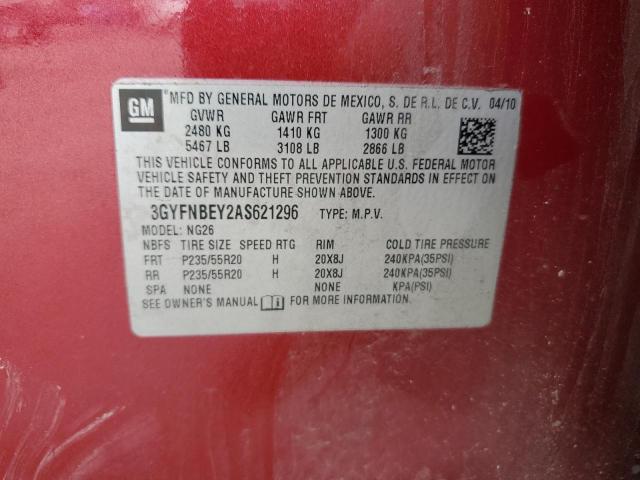 GM *MFD BY GENERAL MOTORS DE MEXICO, S. DE R.L. DE C.V. 04/10
GVWR GAWR FRT GAWR RR
2480 KG 1410 KG 1300 KG
5467 LB 3108 LB 2866 LB
THIS VEHICLE CONFORMS TO ALL APPLICABLE U.S. FEDERAL MOTOR
VEHICLE SAFETY AND THEFT PREVENTION STANDARDS IN EFFECT ON
THE DATE OF MANUFACTURE SHOWN ABOVE.
3GYFNBEY2AS621296 TYPE: M.P.V.
MODEL: NG26
NBFS TIRE SIZE SPEED RTG RIM COLD TIRE PRESSURE
FRT P235/55R20 H 20X8J 240KPA(35PSI)
RR P235/55R20 H 20X8J 240KPA(35PSI)
SPA NONE NONE KPA(PSI)
SEE OWNER'S MANUAL FOR MORE INFORMATION.